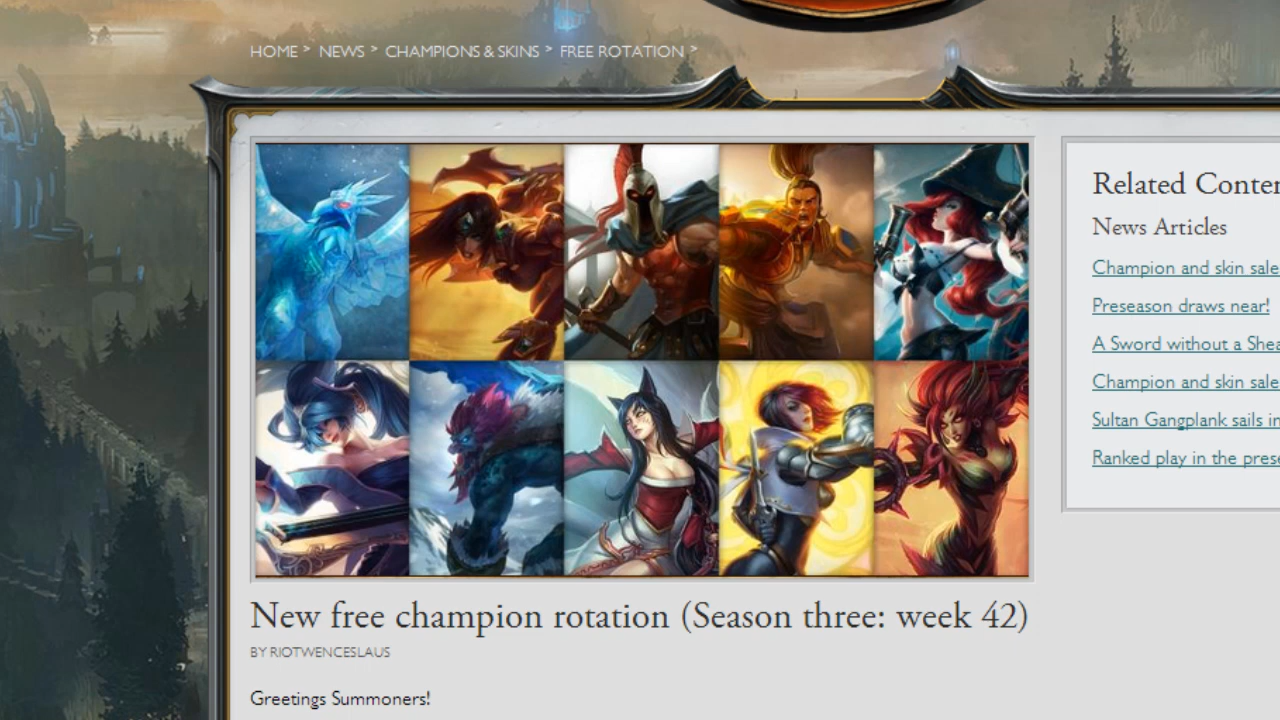 HOME > NEWS > CHAMPIONS & SKINS > FREE ROTATION >
Related Conten
News Articles
Champion and skin sale
Preseason draws near!
A Sword without a Shea
Champion and skin sale
Sultan Gangplank sails in
Ranked play in the prese
New free champion rotation (Season three: week 42)
BY RIOTWENCESLAUS
Greetings Summoners!